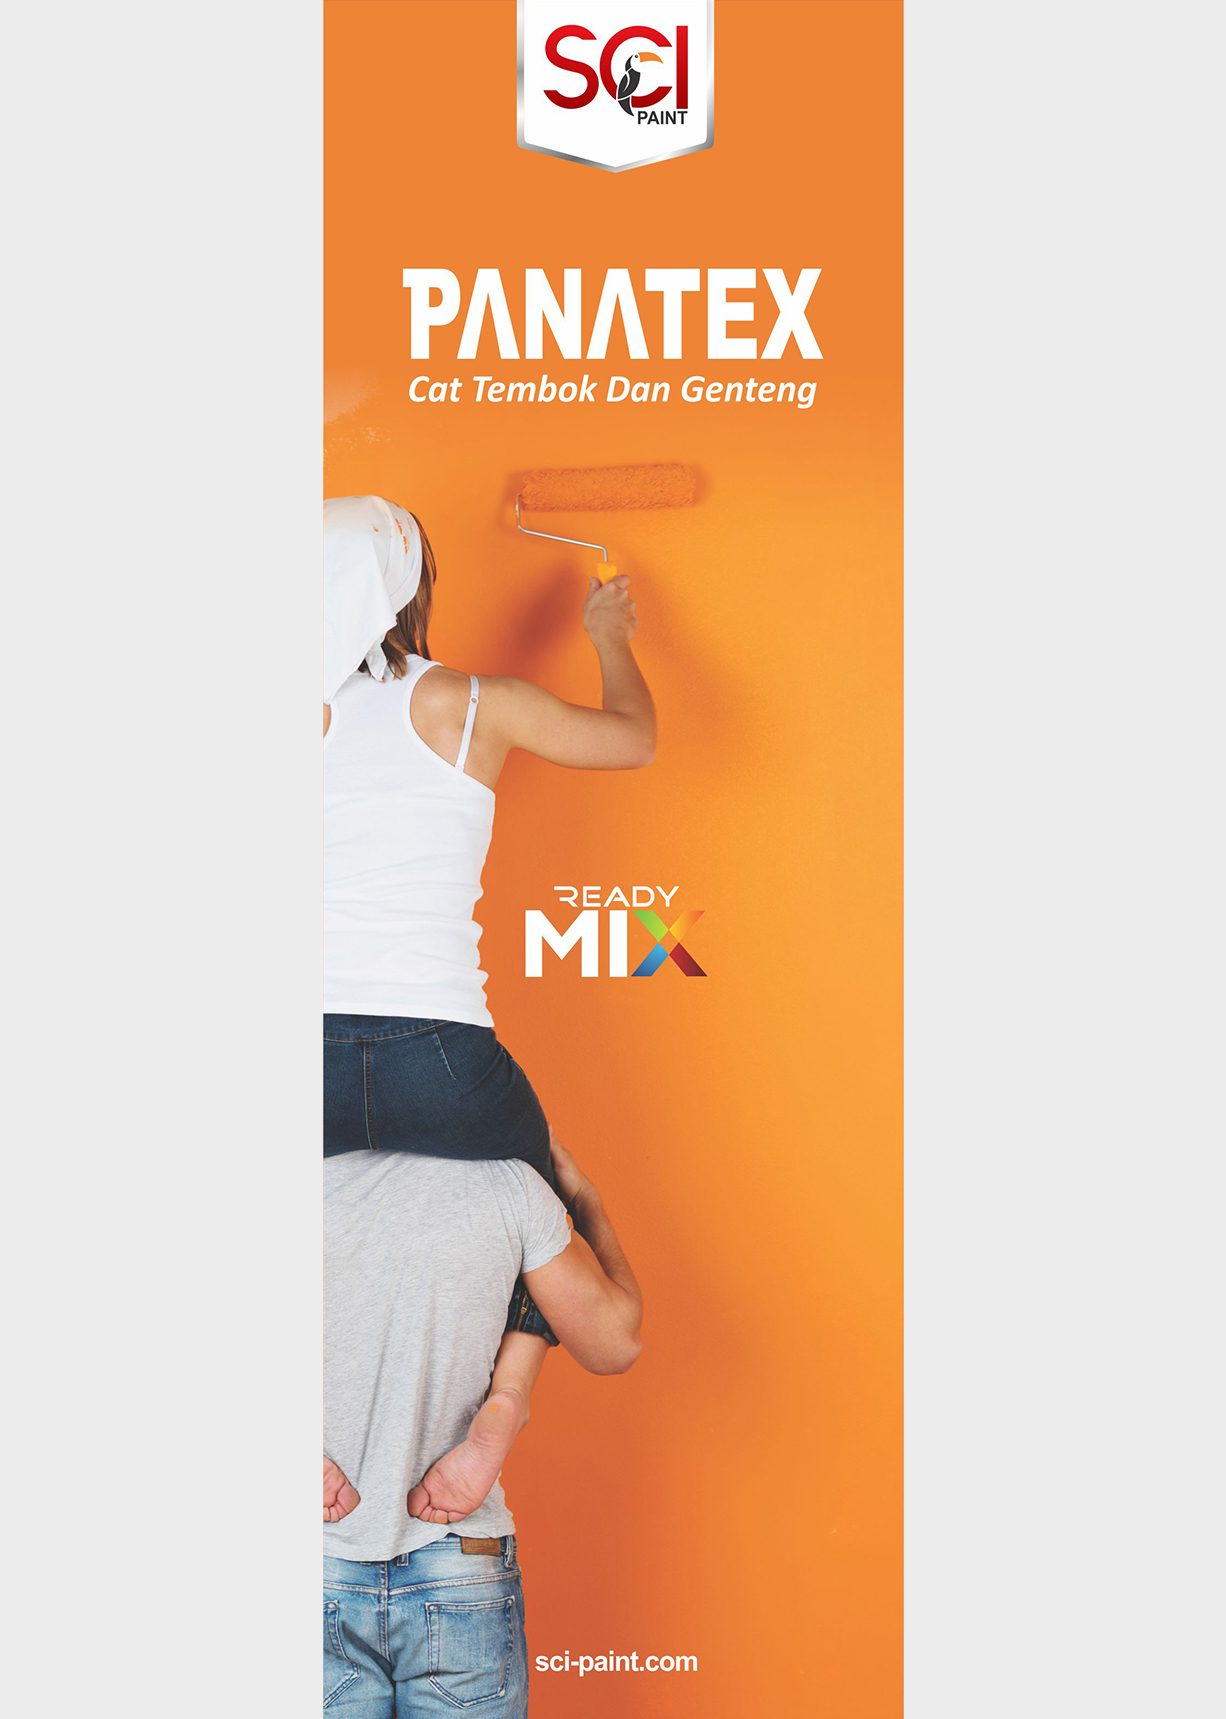 SCI
PAINT
PANATEX
Cat Tembok Dan Genteng
READY
MIX
sci-paint.com